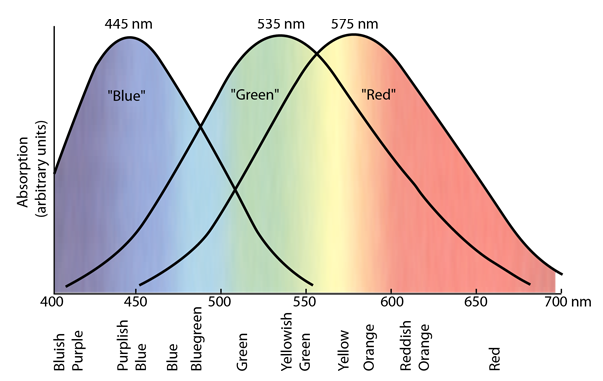 445 nm
535 nm
575 nm
"Blue"
"Green"
"Red"
Absorption
(arbitrary units)
400
450
500
550
600
650
700 nm
Bluish
Purple
Purplish
Blue
Blue
Bluegreen
Green
Yellowish
Green
Yellow
Orange
Reddish
Orange
Red